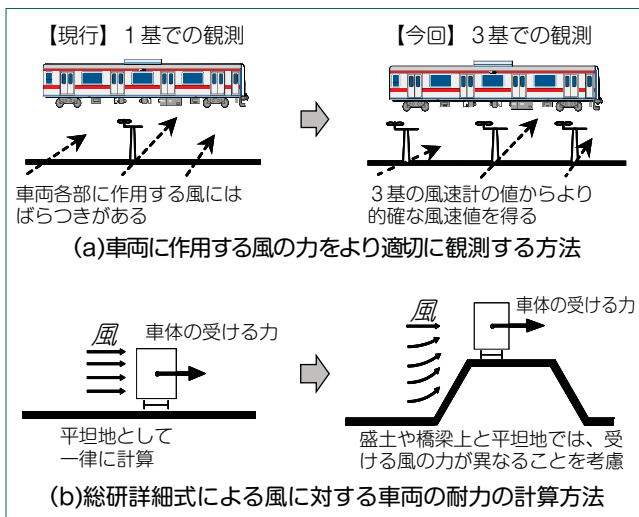 【現行】1基での観測
【今回】3基での観測
車両各部に作用する風には
ばらつきがある
3基の風速計の値からより
的確な風速値を得る
(a)車両に作用する風の力をより適切に観測する方法
風
車体の受ける力
平坦地として
一律に計算
風
車体の受ける力
盛土や橋梁上と平坦地では、受
ける風の力が異なることを考慮
(b)総研詳細式による風に対する車両の耐力の計算方法